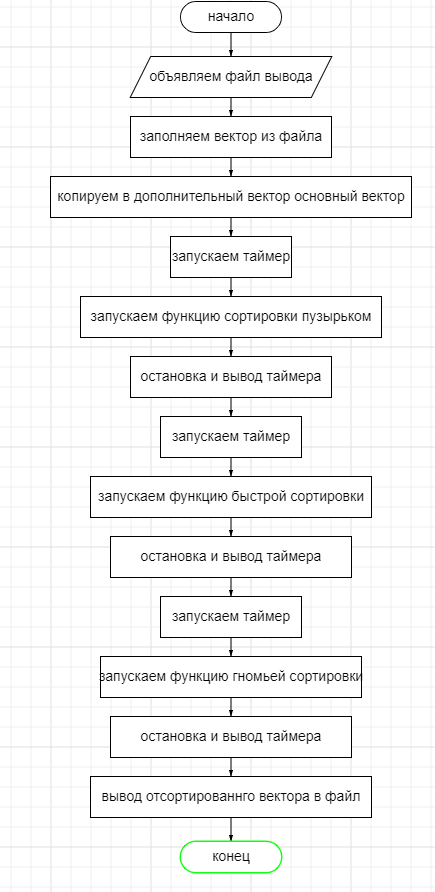 начало
объявляем файл вывода
заполняем вектор из файла
копируем в дополнительный вектор основный вектор
запускаем таймер
запускаем функцию сортировки пузырьком
остановка и вывод таймера
запускаем таймер
запускаем функцию быстрой сортировки
остановка и вывод таймера
запускаем таймер
запускаем функцию гномьей сортировки
остановка и вывод таймера
вывод отсортированнго вектора в файл
конец